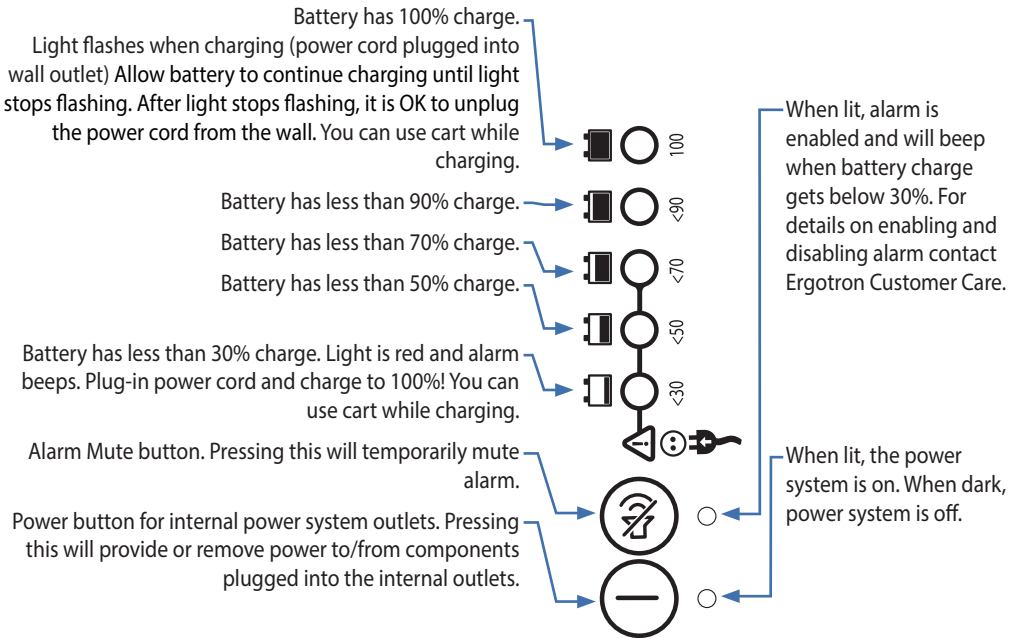 Battery has 100% charge.
Light flashes when charging (power cord plugged into
wall outlet) Allow battery to continue charging until light
stops flashing. After light stops flashing, it is OK to unplug
the power cord from the wall. You can use cart while
charging.
100
Battery has less than 90% charge.
<90
Battery has less than 70% charge.
<70
Battery has less than 50% charge.
<50
Battery has less than 30% charge. Light is red and alarm
beeps. Plug-in power cord and charge to 100%! You can
use cart while charging.
<30
Alarm Mute button. Pressing this will temporarily mute
alarm.
Power button for internal power system outlets. Pressing
this will provide or remove power to/from components
plugged into the internal outlets.
When lit, alarm is
enabled and will beep
when battery charge
gets below 30%. For
details on enabling and
disabling alarm contact
Ergotron Customer Care.
When lit, the power
system is on. When dark,
power system is off.